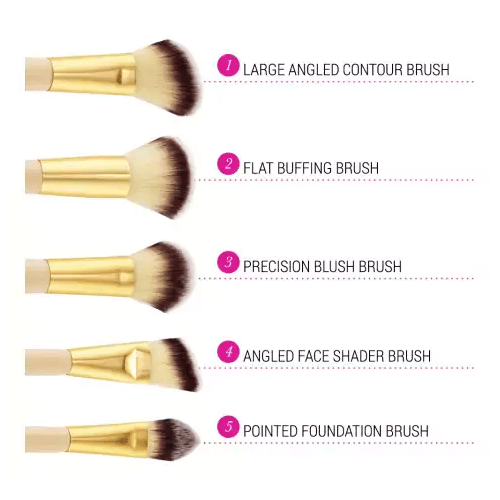 1 LARGE ANGLED CONTOUR BRUSH
2 FLAT BUFFING BRUSH
3 PRECISION BLUSH BRUSH
4 ANGLED FACE SHADER BRUSH
5 POINTED FOUNDATION BRUSH